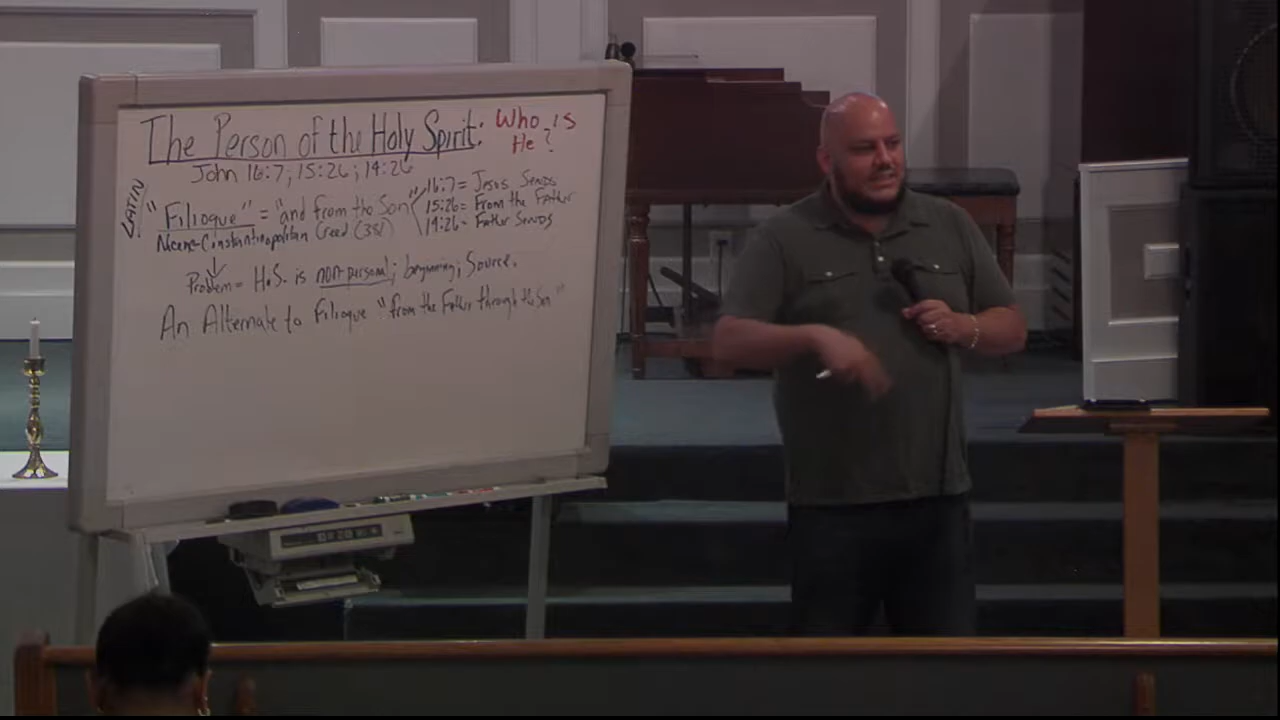 The Person of the Holy Spirit: Who is He?
John 16:7; 15:26; 14:26
LATIN
"Filioque" = "and from the Son"
16:7 = Jesus Sends
15:26 = From the Father
14:26 = Father Sends
Nicene-Constantinopolitan Creed (381)
Problem = H.S. is non-personal; beginning; Source.
An Alternate to Filioque "from the Father through the Son"